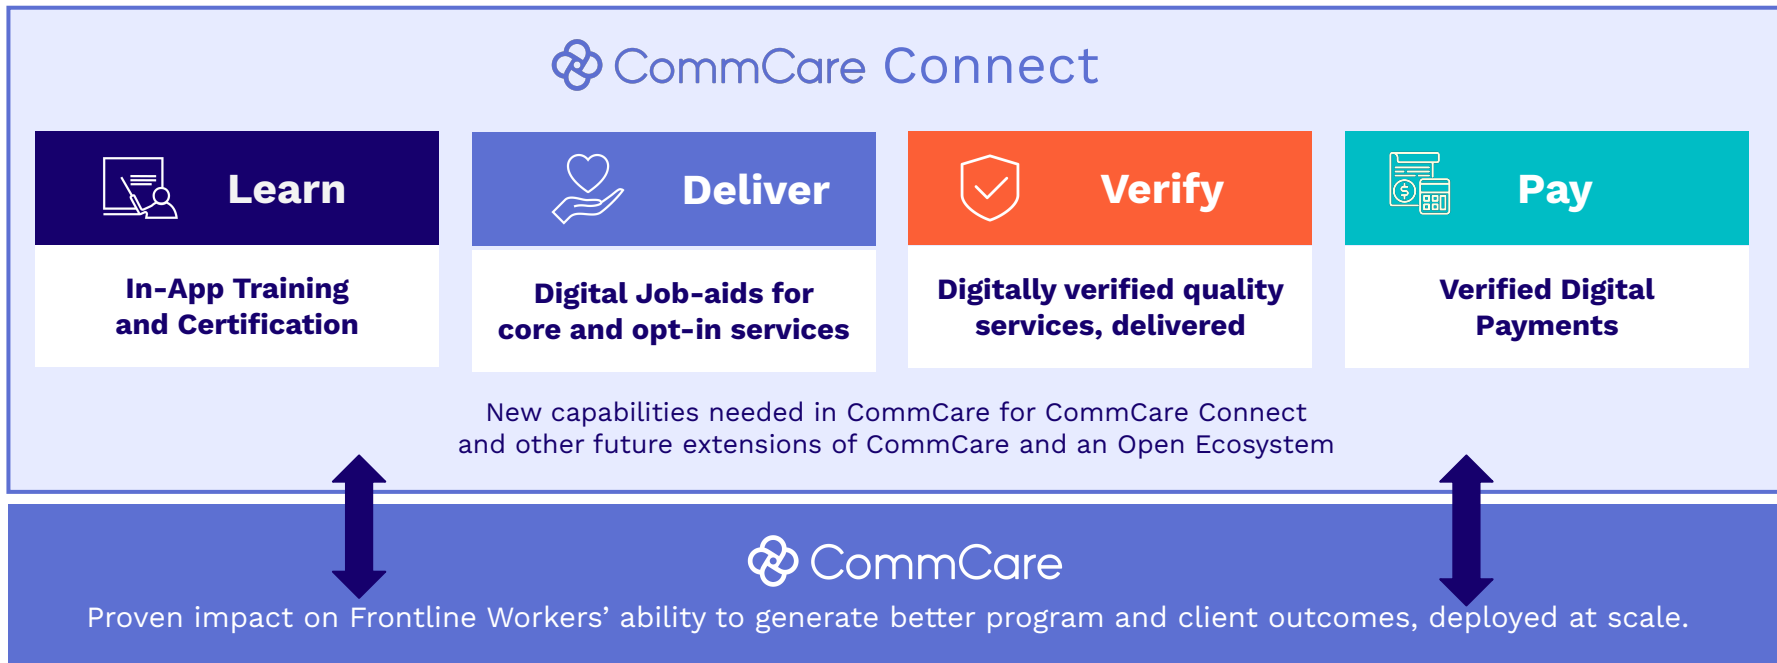 CommCare Connect
Learn
In-App Training
and Certification
Deliver
Digital Job-aids for
core and opt-in services
Verify
Digitally verified quality
services, delivered
Pay
Verified Digital
Payments
New capabilities needed in CommCare for CommCare Connect
and other future extensions of CommCare and an Open Ecosystem
CommCare
Proven impact on Frontline Workers’ ability to generate better program and client outcomes, deployed at scale.